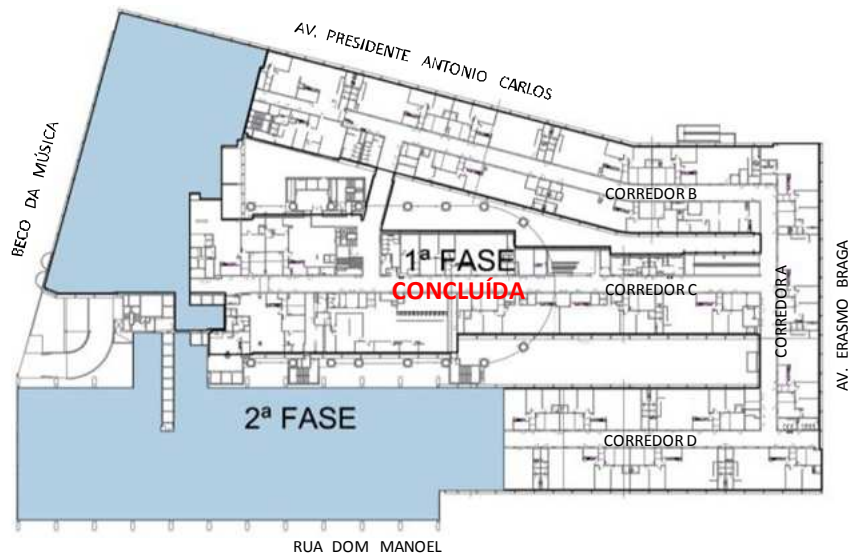 AV. PRESIDENTE ANTONIO CARLOS
BECO DA MÚSICA
CORREDOR B
1ª FASE
CONCLUÍDA
CORREDOR C
CORREDOR A
AV. ERASMO BRAGA
2ª FASE
CORREDOR D
RUA DOM MANOEL